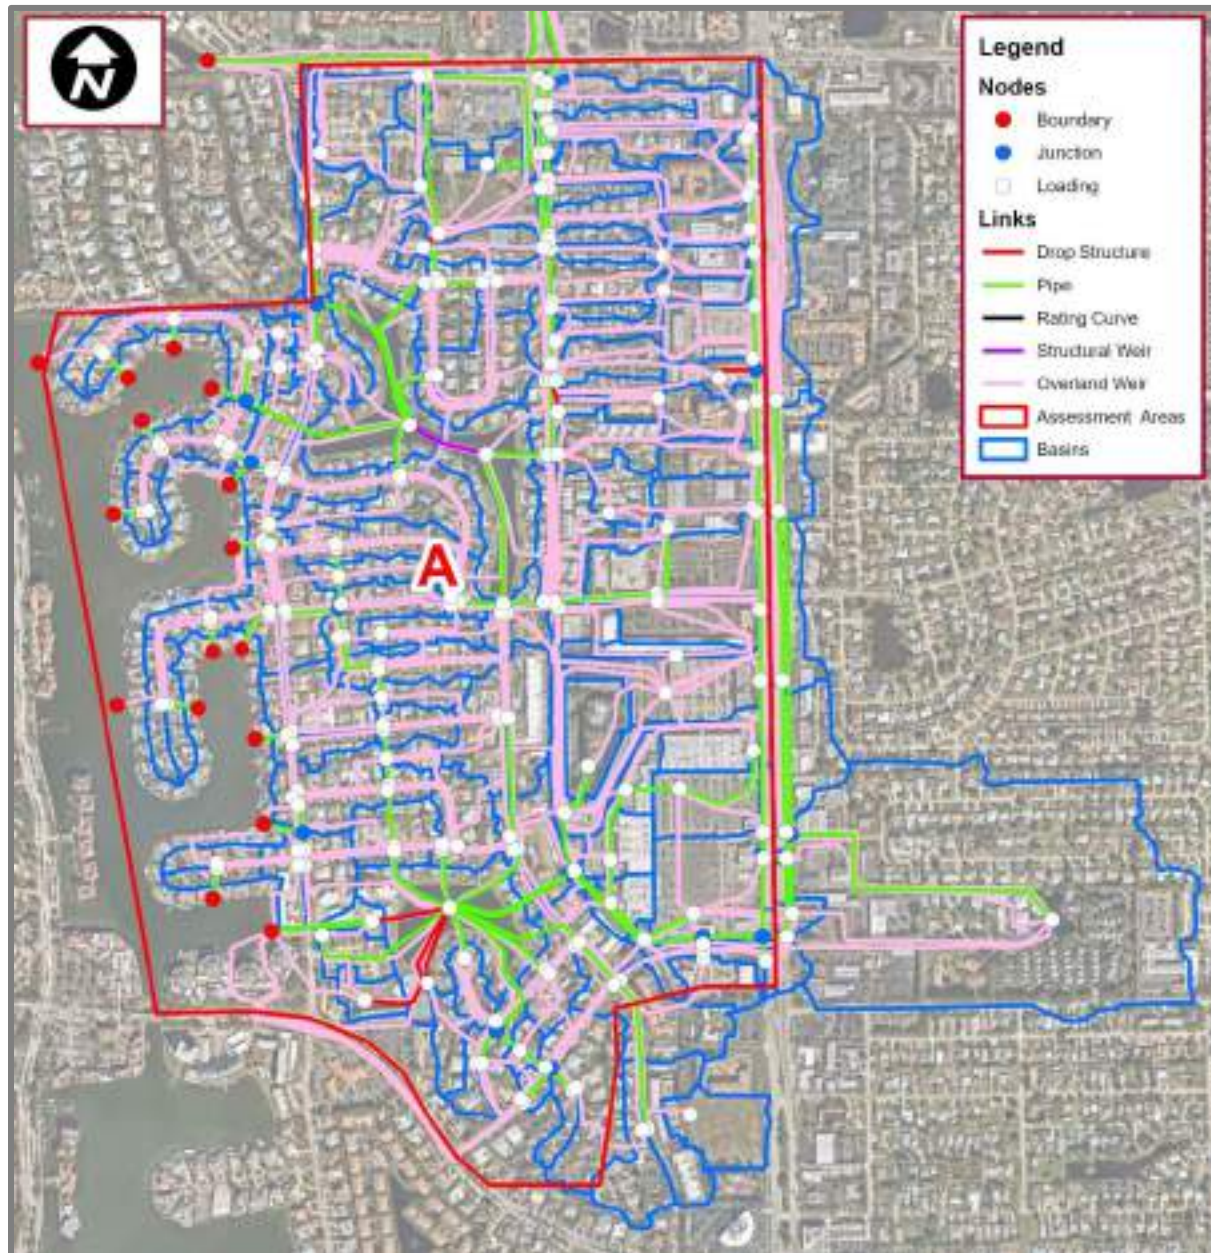 N
Legend
Nodes
Boundary
Junction
Loading
Links
Drop Structure
Pipe
Rating Curve
Structural Weir
Overland Weir
Assessment Areas
Basins
A